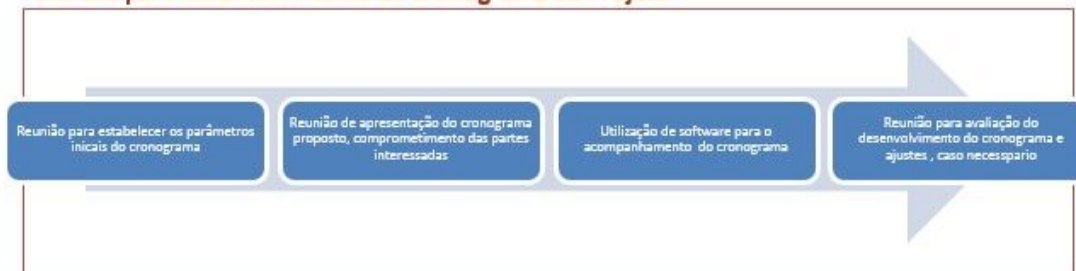 Reunião para estabelecer os parâmetros
inicais do cronograma
Reunião de apresentação do cronograma
proposto, comprometimento das partes
interessadas
Utilização de software para o
acompanhamento do cronograma
Reunião para avaliação do
desenvolvimento do cronograma e
ajustes , caso necesspario